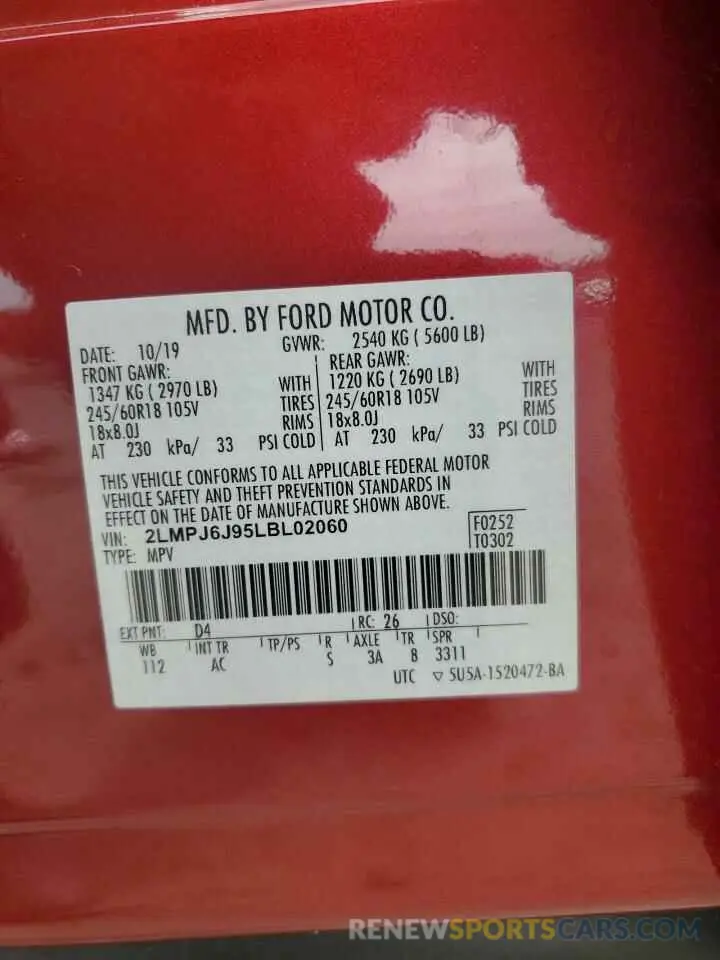 MFD. BY FORD MOTOR CO.
DATE: 10/19 GVWR: 2540 KG ( 5600 LB)
FRONT GAWR: REAR GAWR:
1347 KG ( 2970 LB) WITH 1220 KG ( 2690 LB) WITH
245/60R18 105V TIRES 245/60R18 105V TIRES
18x8.0J RIMS 18x8.0J RIMS
AT 230 kPa/ 33 PSI COLD AT 230 kPa/ 33 PSI COLD
THIS VEHICLE CONFORMS TO ALL APPLICABLE FEDERAL MOTOR
VEHICLE SAFETY AND THEFT PREVENTION STANDARDS IN
EFFECT ON THE DATE OF MANUFACTURE SHOWN ABOVE.
VIN: 2LMPJ6J95LBL02060 F0252
TYPE: MPV T0302
EXT PNT: D4 RC: 26 DSO:
WB INT TR TP/PS R AXLE TR SPR
112 AC S 3A 8 3311
UTC ▽ 5U5A-1520472-BA
RENEWSPORTSCARS.COM